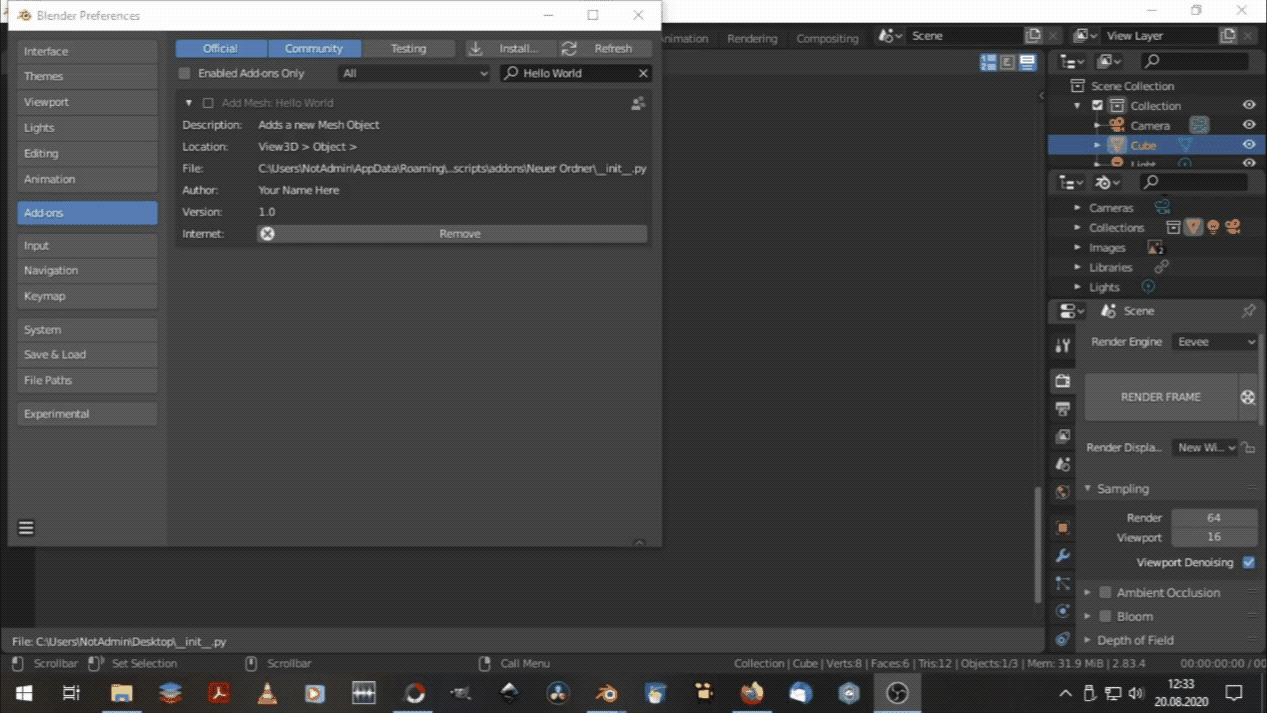 Blender Preferences
Interface
Themes
Viewport
Lights
Editing
Animation
Add-ons
Input
Navigation
Keymap
System
Save & Load
File Paths
Experimental
Official Community Testing Install... Refresh
Enabled Add-ons Only All Hello World
Add Mesh: Hello World
Description: Adds a new Mesh Object
Location: View3D > Object >
File: C:\Users\NotAdmin\AppData\Roaming\..scripts\addons\Neuer Ordner\__init__.py
Author: Your Name Here
Version: 1.0
Internet: Remove
Animation Rendering Compositing Scene View Layer
Scene Collection
Collection
Camera
Cube
Light
Cameras
Collections
Images 2
Libraries
Lights
Scene
Render Engine Eevee
RENDER FRAME
Render Displa... New Wi...
Sampling
Render 64
Viewport 16
Viewport Denoising
Ambient Occlusion
Bloom
Depth of Field
File: C:\Users\NotAdmin\Desktop\__init__.py
Scrollbar Set Selection Scrollbar Call Menu Collection | Cube | Verts:8 | Faces:6 | Tris:12 | Objects:1/3 | Mem: 31.9 MiB | 2.83.4 00:00:00:00 / 00
12:33
20.08.2020